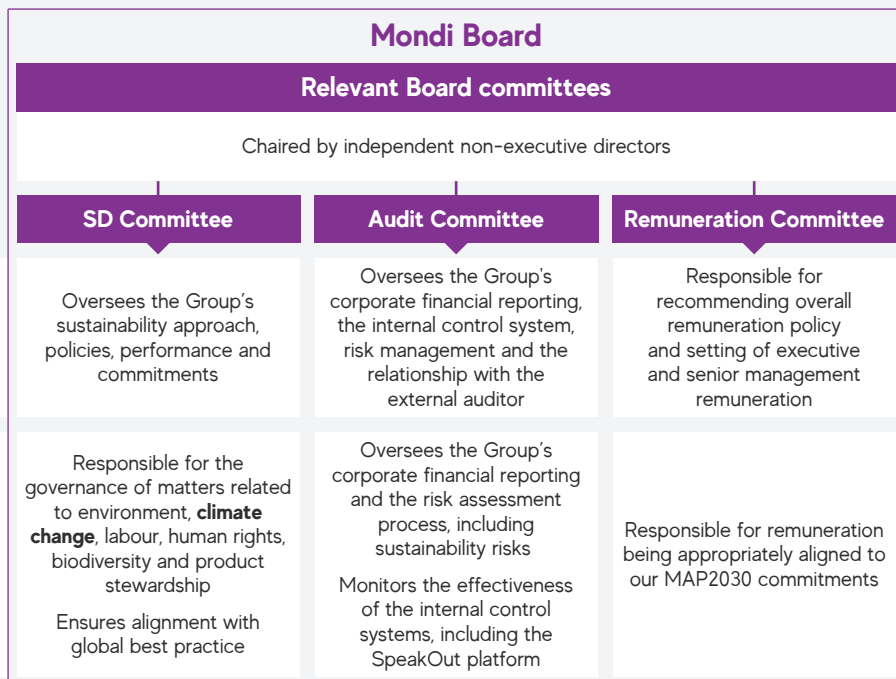 Mondi Board
Relevant Board committees
Chaired by independent non-executive directors
SD Committee
Oversees the Group's
sustainability approach,
policies, performance and
commitments
Responsible for the
governance of matters related
to environment, climate
change, labour, human rights,
biodiversity and product
stewardship
Ensures alignment with
global best practice
Audit Committee
Oversees the Group's
corporate financial reporting,
the internal control system,
risk management and the
relationship with the
external auditor
Oversees the Group's
corporate financial reporting
and the risk assessment
process, including
sustainability risks
Monitors the effectiveness
of the internal control
systems, including the
SpeakOut platform
Remuneration Committee
Responsible for
recommending overall
remuneration policy
and setting of executive
and senior management
remuneration
Responsible for remuneration
being appropriately aligned to
our MAP2030 commitments